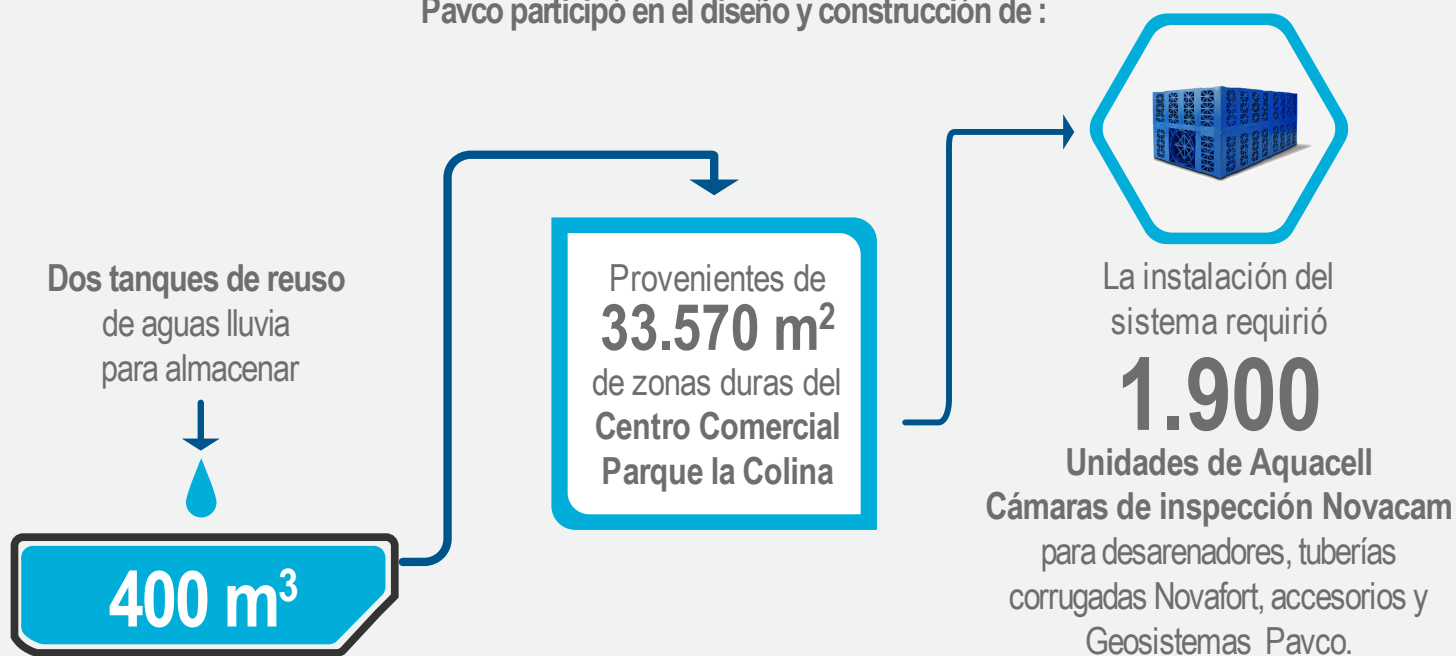 Pavco participó en el diseño y construcción de :
Dos tanques de reuso
de aguas lluvia
para almacenar
400 m³
Provenientes de
33.570 m²
de zonas duras del
Centro Comercial
Parque la Colina
La instalación del
sistema requirió
1.900
Unidades de Aquacell
Cámaras de inspección Novacam
para desarenadores, tuberías
corrugadas Novafort, accesorios y
Geosistemas Pavco.